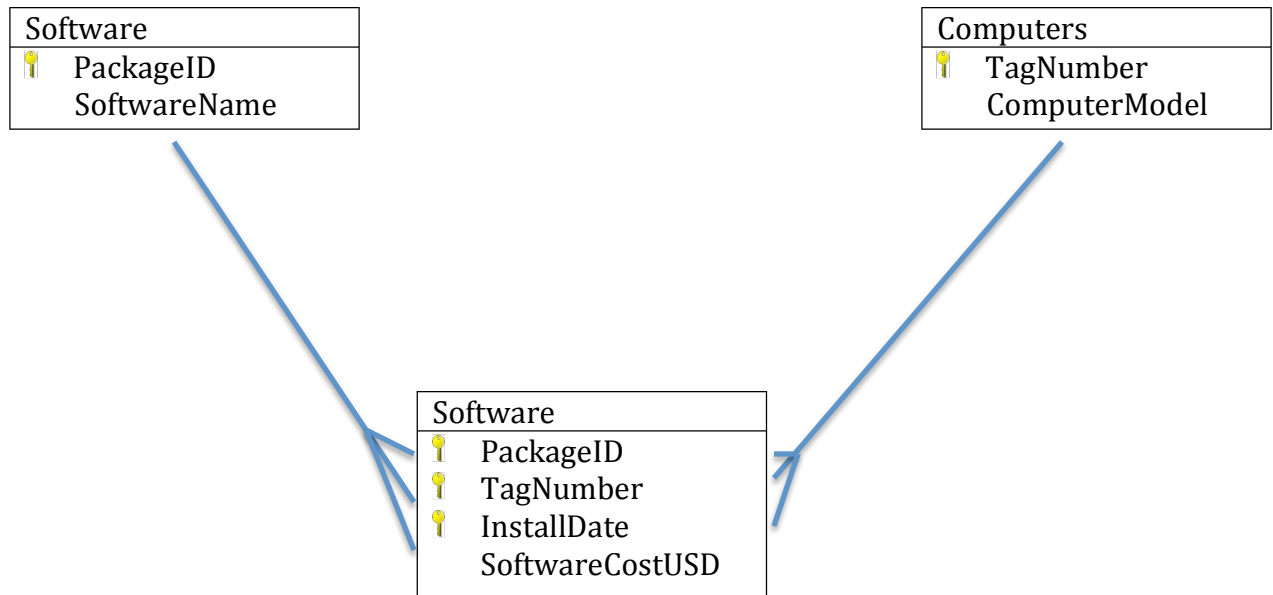 Software
PackageID
SoftwareName
Computers
TagNumber
ComputerModel
Software
PackageID
TagNumber
InstallDate
SoftwareCostUSD